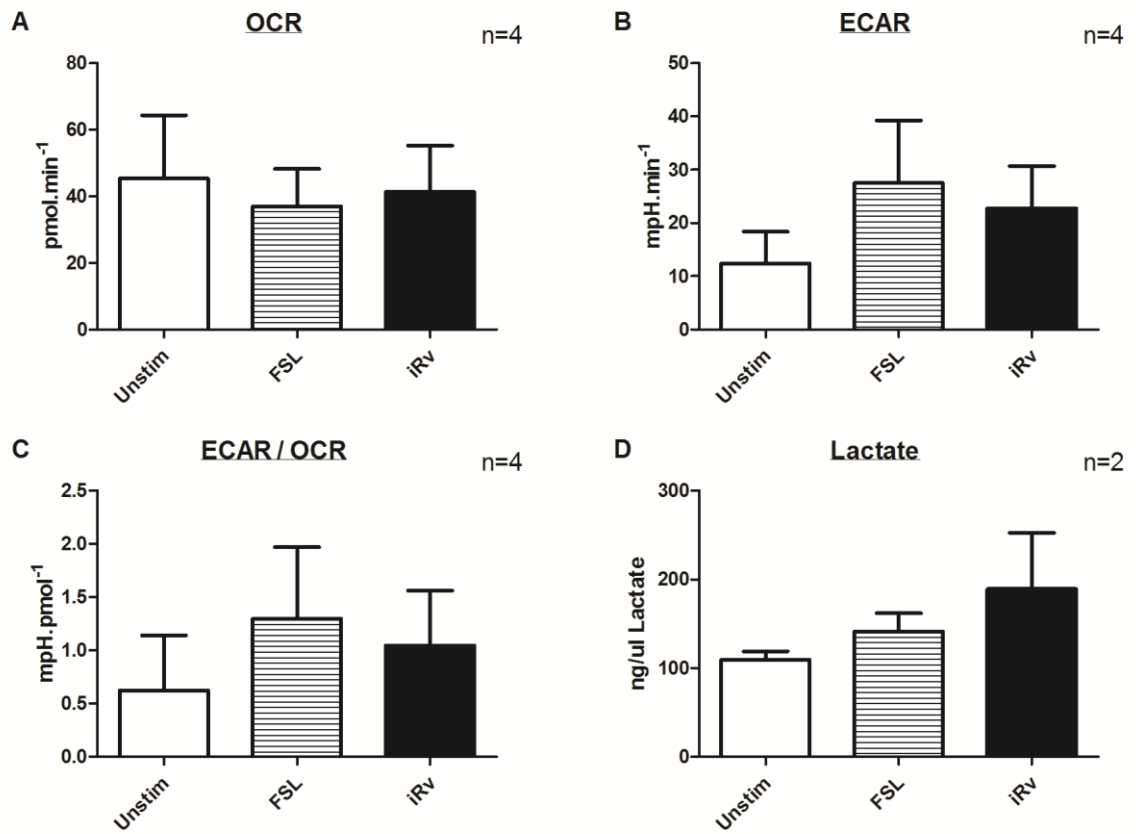 A
OCR
n=4
pmol.min⁻¹
80
60
40
20
0
Unstim
FSL
iRv
B
ECAR
n=4
mpH.min⁻¹
50
40
30
20
10
0
Unstim
FSL
iRv
C
ECAR / OCR
n=4
mpH.pmol⁻¹
2.5
2.0
1.5
1.0
0.5
0.0
Unstim
FSL
iRv
D
Lactate
n=2
ng/ul Lactate
300
200
100
0
Unstim
FSL
iRv